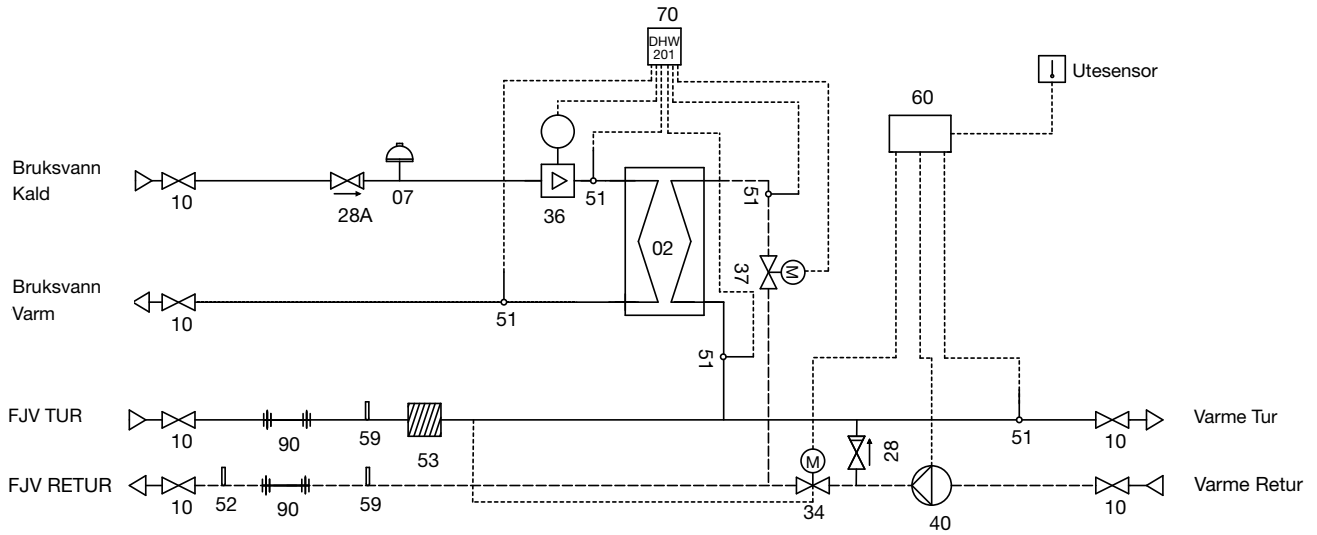 70
DHW
201
Utesensor
60
Bruksvann
Kald
10
28A
07
36
51
02
51
37
M
Bruksvann
Varm
10
51
51
FJV TUR
10
90
59
53
51
10
Varme Tur
28
M
FJV RETUR
10
52
90
59
34
40
10
Varme Retur